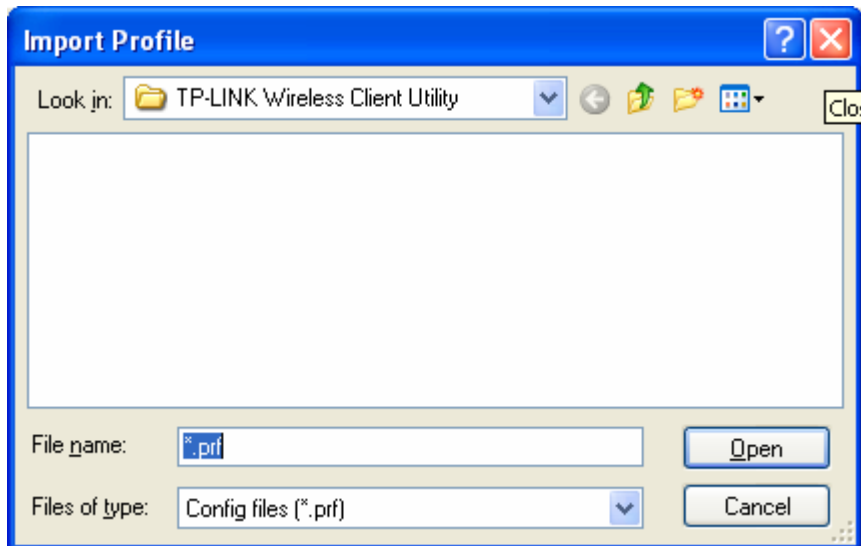 Import Profile
Look in: TP-LINK Wireless Client Utility
File name: *.prf
Open
Files of type: Config files (*.prf)
Cancel